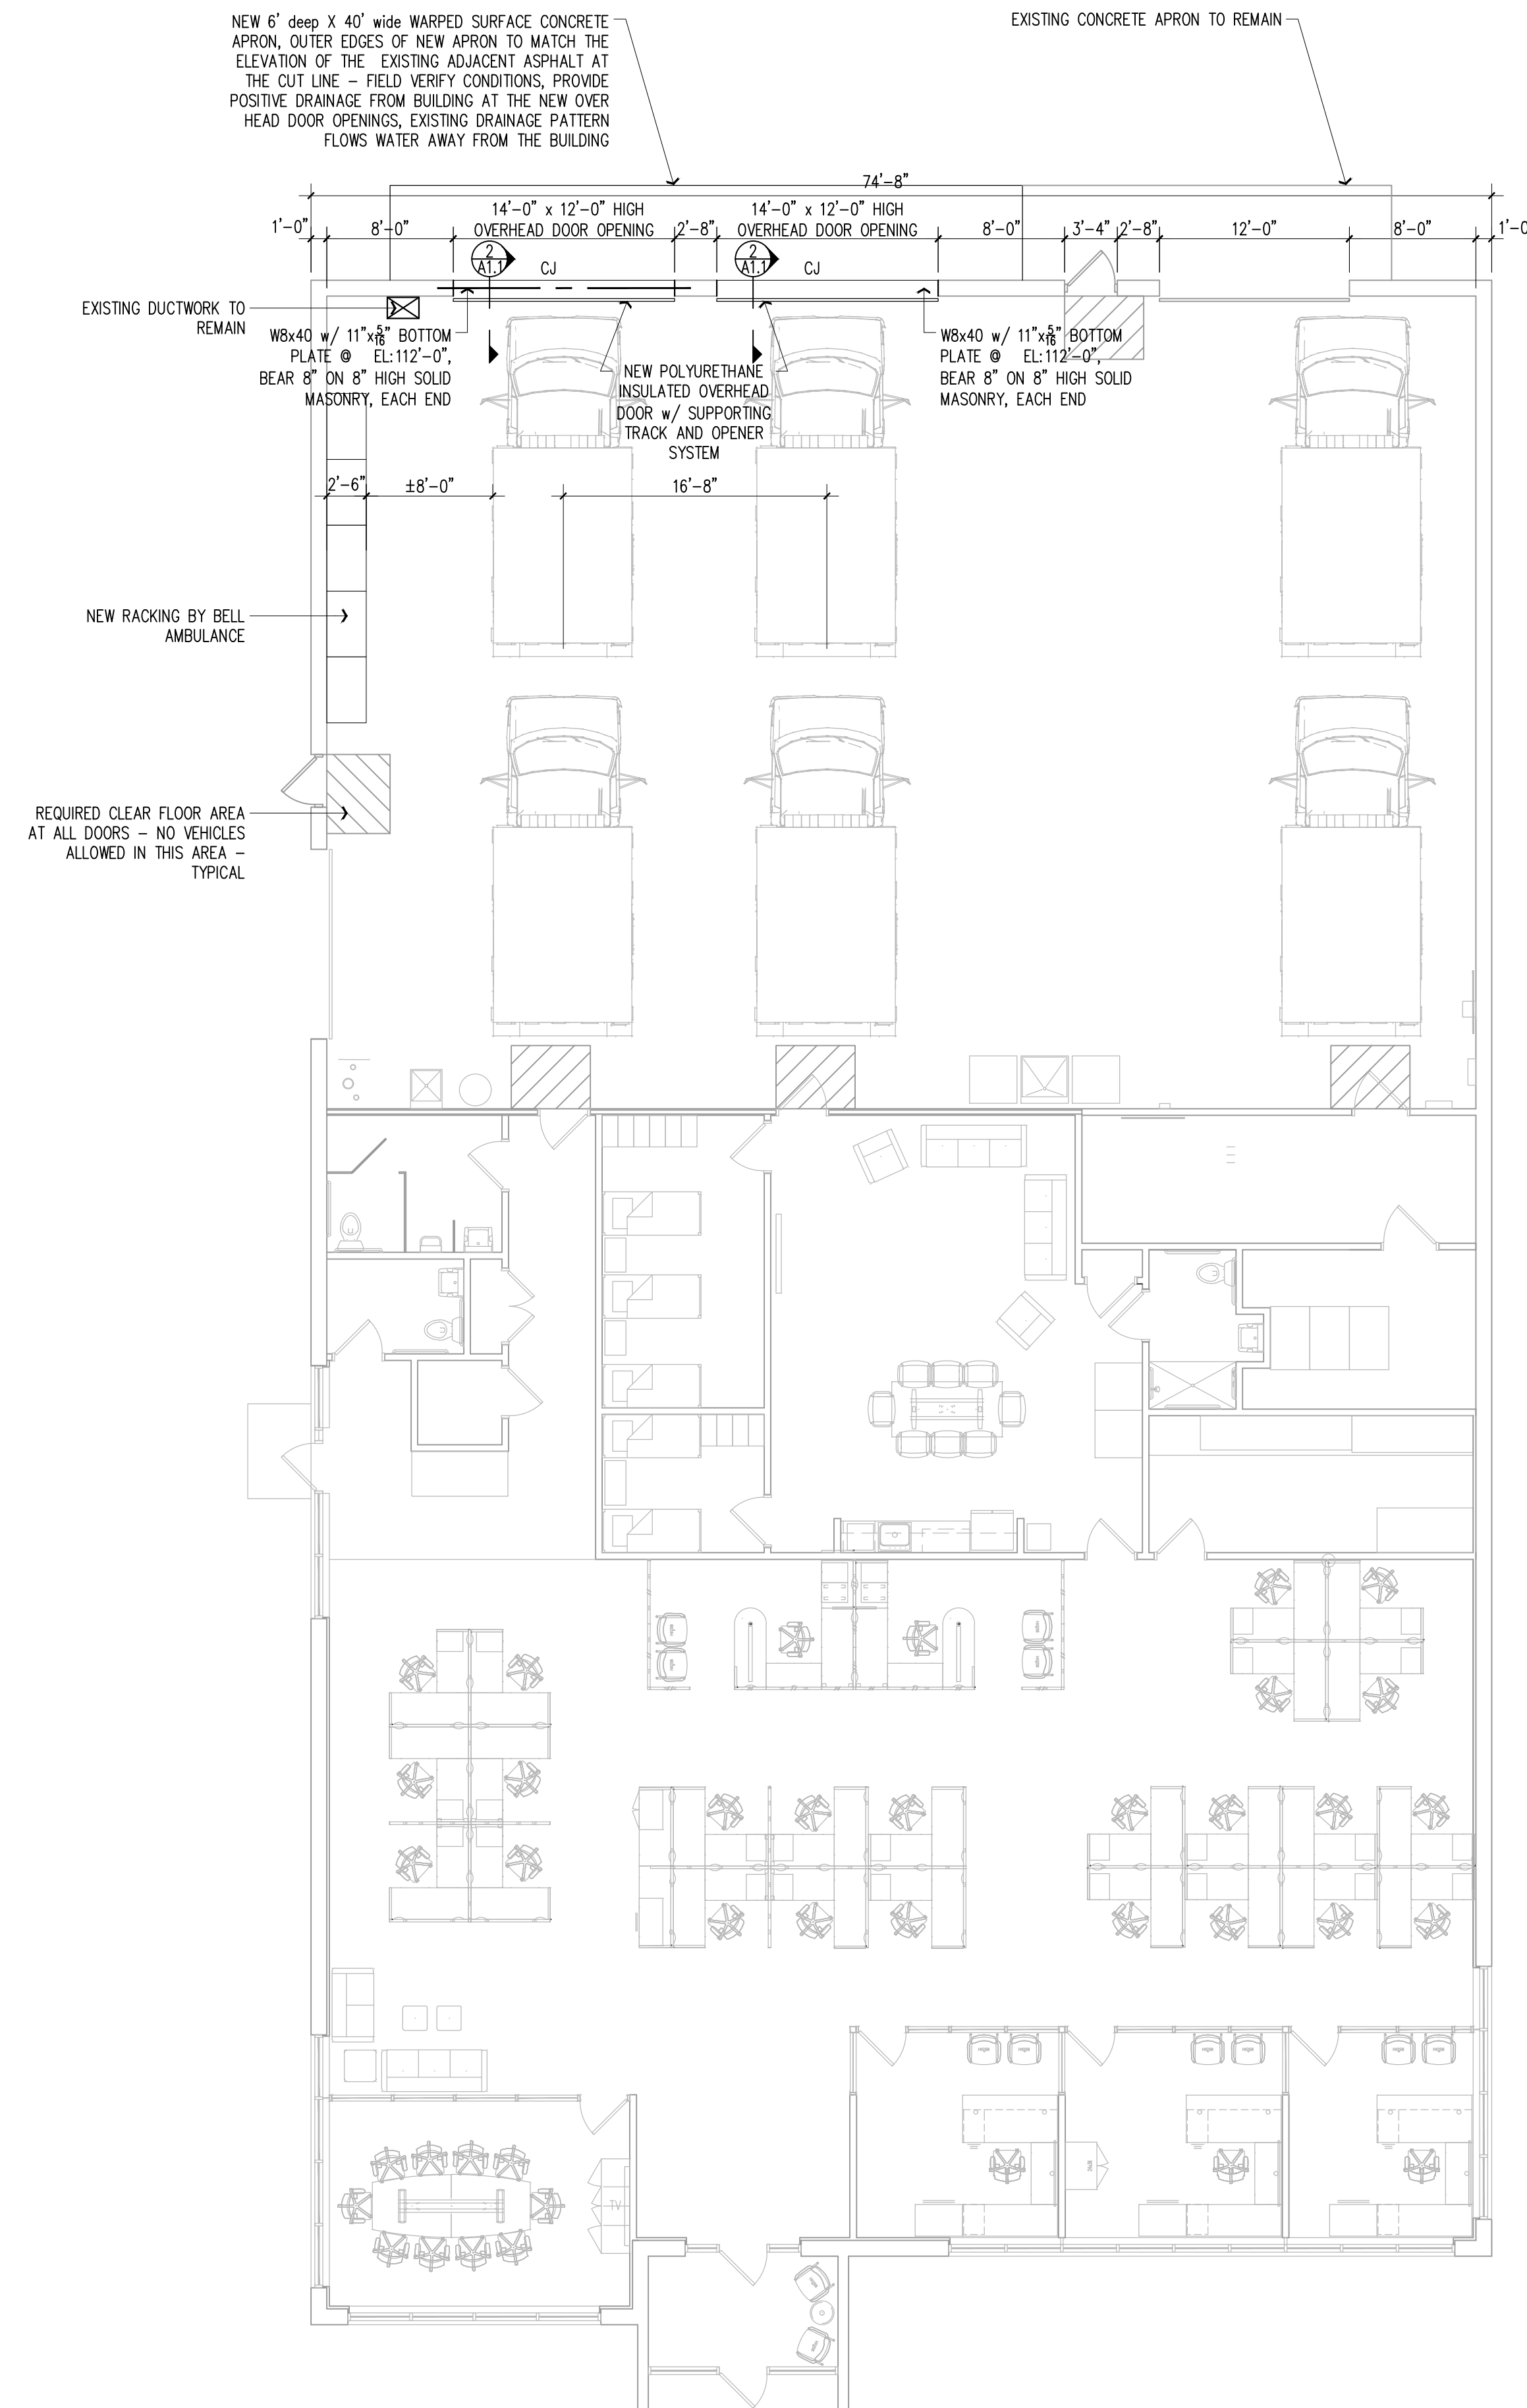 NEW 6' deep X 40' wide WARPED SURFACE CONCRETE
APRON, OUTER EDGES OF NEW APRON TO MATCH THE
ELEVATION OF THE EXISTING ADJACENT ASPHALT AT
THE CUT LINE – FIELD VERIFY CONDITIONS, PROVIDE
POSITIVE DRAINAGE FROM BUILDING AT THE NEW OVER
HEAD DOOR OPENINGS, EXISTING DRAINAGE PATTERN
FLOWS WATER AWAY FROM THE BUILDING
EXISTING CONCRETE APRON TO REMAIN
74'–8"
1'–0"
8'–0"
14'–0" x 12'–0" HIGH
OVERHEAD DOOR OPENING
2'–8"
14'–0" x 12'–0" HIGH
OVERHEAD DOOR OPENING
8'–0"
3'–4"
2'–8"
12'–0"
8'–0"
1'–0
2
A1.1
CJ
2
A1.1
CJ
EXISTING DUCTWORK TO
REMAIN
W8x40 w/ 11"x5/16" BOTTOM
PLATE @ EL:112'–0",
BEAR 8" ON 8" HIGH SOLID
MASONRY, EACH END
NEW POLYURETHANE
INSULATED OVERHEAD
DOOR w/ SUPPORTING
TRACK AND OPENER
SYSTEM
W8x40 w/ 11"x5/16" BOTTOM
PLATE @ EL:112'–0",
BEAR 8" ON 8" HIGH SOLID
MASONRY, EACH END
2'–6"
±8'–0"
16'–8"
NEW RACKING BY BELL
AMBULANCE
REQUIRED CLEAR FLOOR AREA
AT ALL DOORS – NO VEHICLES
ALLOWED IN THIS AREA –
TYPICAL
TV